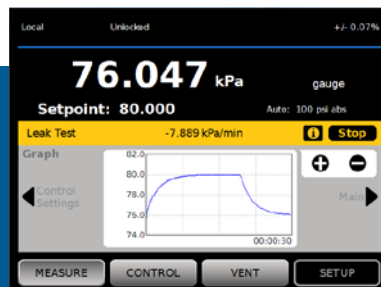 Local Unlocked +/- 0.07%
76.047 kPa gauge
Setpoint: 80.000 Auto: 100 psi abs
Leak Test -7.889 kPa/min i Stop
Graph
82.0
80.0
78.0
76.0
74.0
00:00:30
Control
Settings
Main
MEASURE CONTROL VENT SETUP